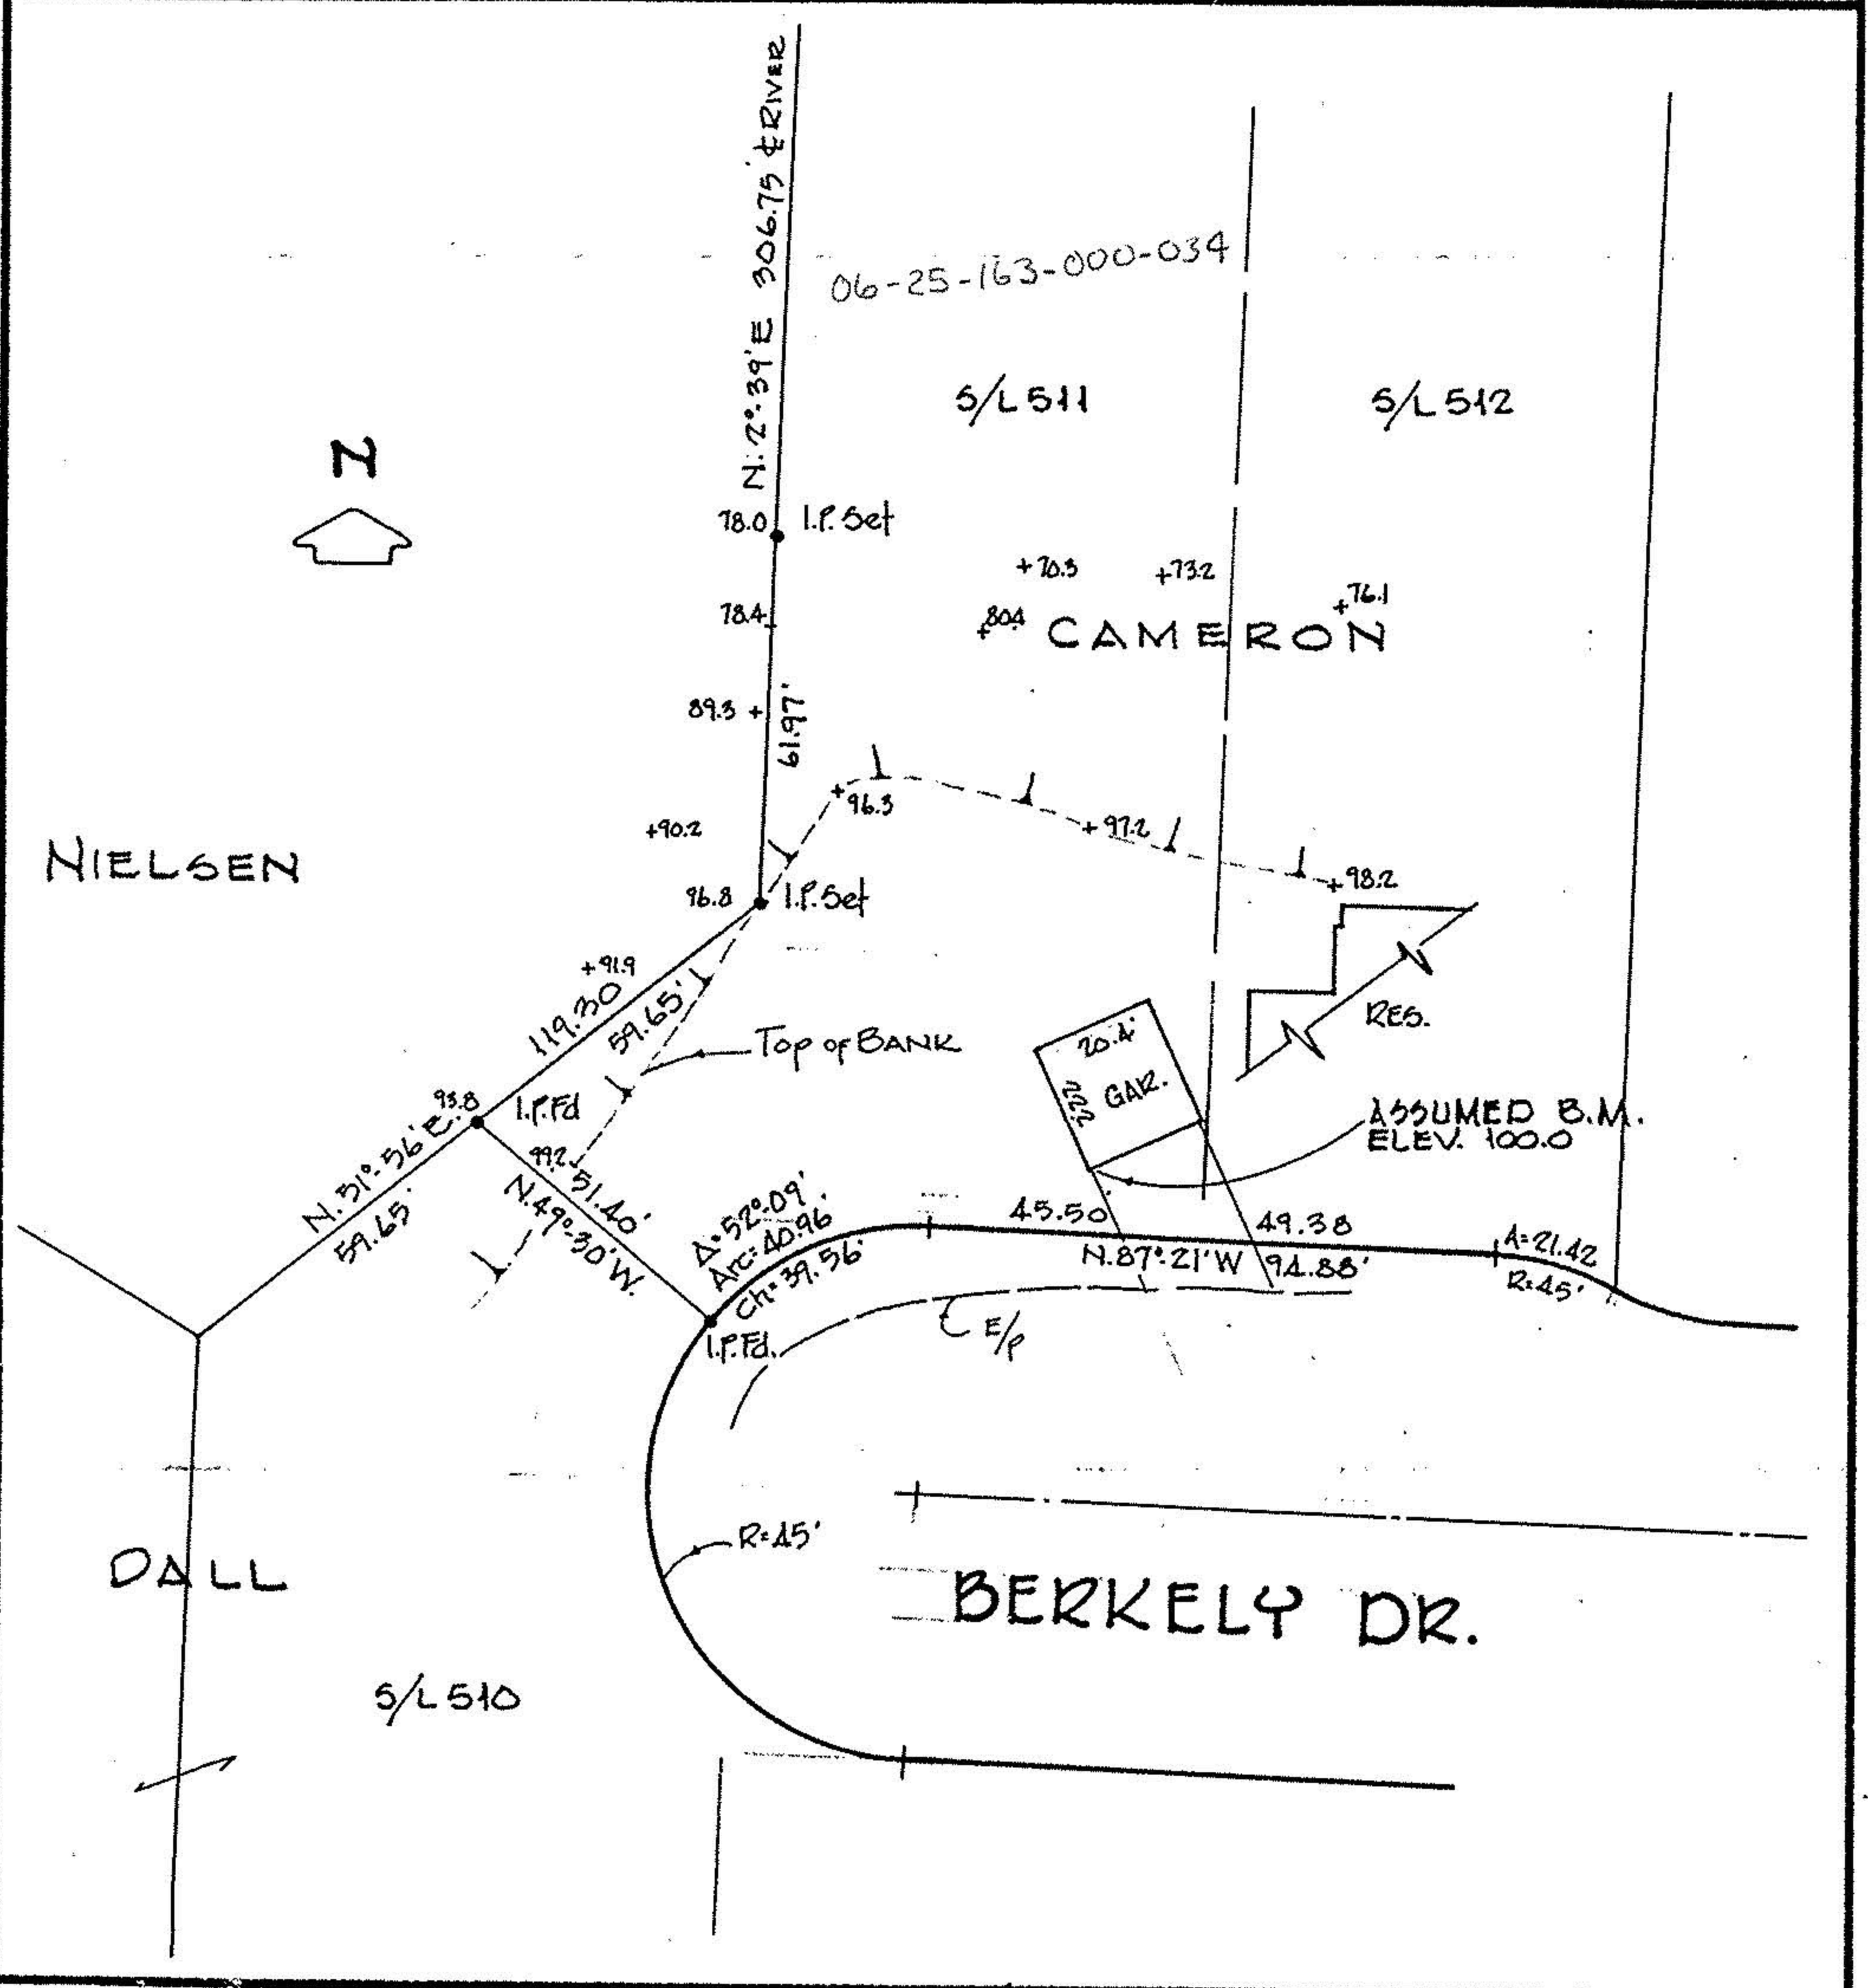 N. 2°-39'E 306.75' ℄ RIVER
06-25-163-000-034
S/L 511
S/L 512
N
78.0
I.P. Set
+70.3
+73.2
+76.1
78.4
+80.4
CAMERON
89.3 +
61.97'
+96.3
+97.2
+90.2
NIELSEN
+98.2
96.8
I.P. Set
+91.9
119.30
59.65'
RES.
Top of BANK
20.4'
GAR.
93.8
I.P. Fd
ASSUMED B.M.
ELEV. 100.0
99.2
51.40'
N. 49°-30' W.
N. 51°-56' E.
59.65'
Δ=52°-09'
Arc=40.96
Ch=39.56'
45.50'
49.38
N. 87°-21' W
94.88'
A=21.42
R=45'
I.P. Fd.
E/P
R=45'
DALL
BERKELY DR.
S/L 510